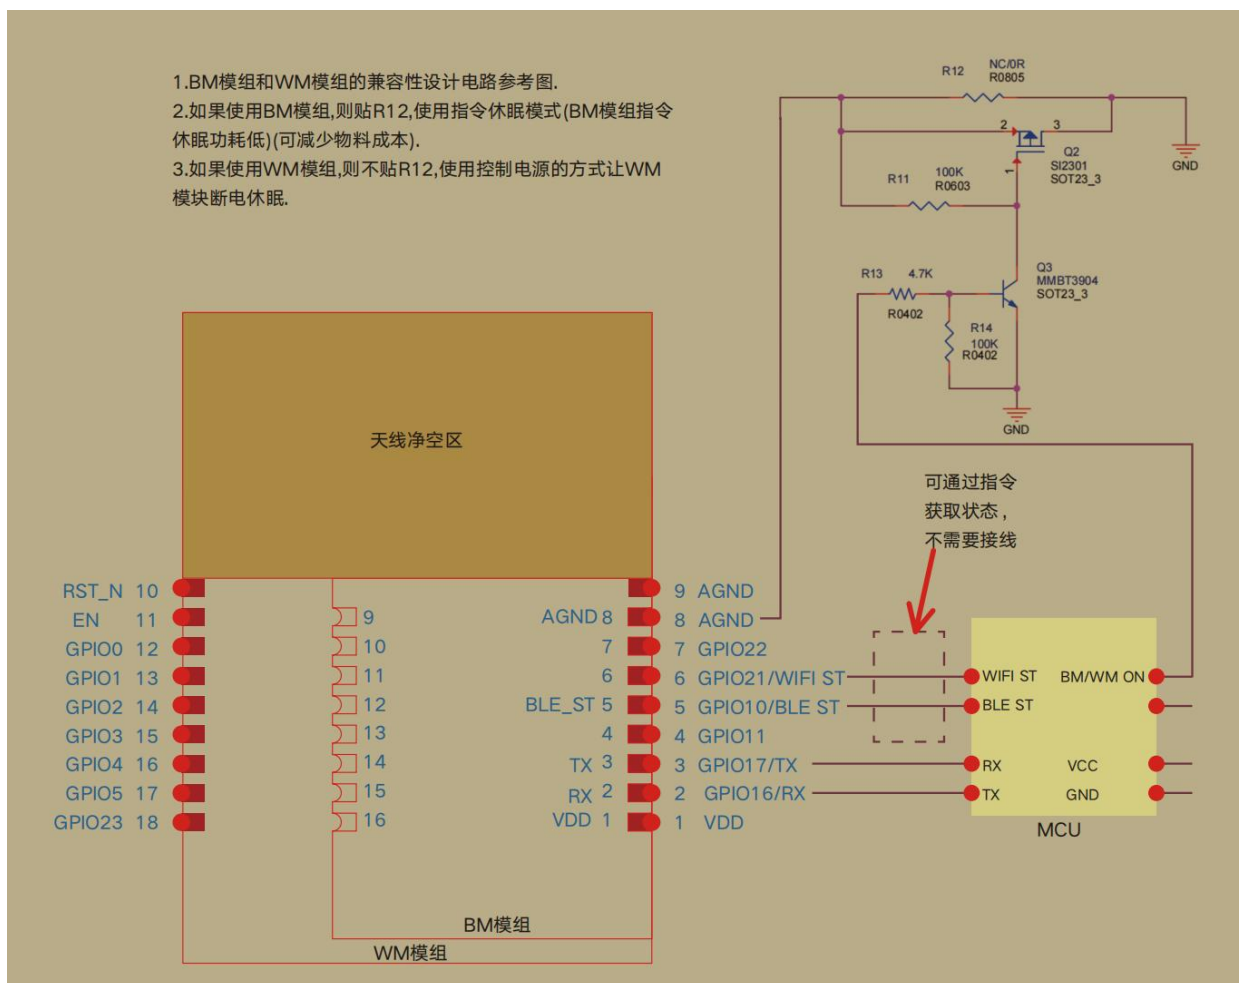 1.BM模组和WM模组的兼容性设计电路参考图.
2.如果使用BM模组,则贴R12,使用指令休眠模式(BM模组指令
休眠功耗低)(可减少物料成本).
3.如果使用WM模组,则不贴R12,使用控制电源的方式让WM
模块断电休眠.
R12
NC/0R
R0805
2
3
1
Q2
SI2301
SOT23_3
GND
R11
100K
R0603
Q3
MMBT3904
SOT23_3
R13
4.7K
R0402
R14
100K
R0402
GND
天线净空区
可通过指令
获取状态,
不需要接线
RST_N 10
EN 11
GPIO0 12
GPIO1 13
GPIO2 14
GPIO3 15
GPIO4 16
GPIO5 17
GPIO23 18
9
10
11
12
13
14
15
16
AGND 8
7
6
BLE_ST 5
4
TX 3
RX 2
VDD 1
9 AGND
8 AGND
7 GPIO22
6 GPIO21/WIFI ST
5 GPIO10/BLE ST
4 GPIO11
3 GPIO17/TX
2 GPIO16/RX
1 VDD
WIFI ST
BLE ST
RX
TX
BM/WM ON
VCC
GND
MCU
BM模组
WM模组